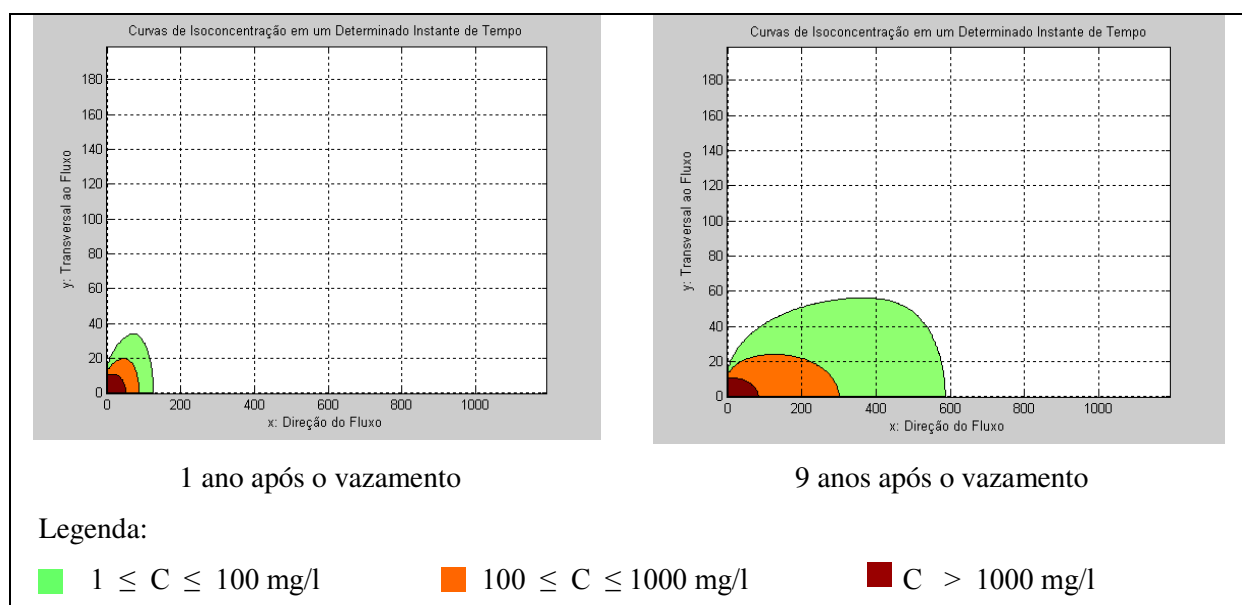 Curvas de Isoconcentração em um Determinado Instante de Tempo
180
160
140
120
100
80
60
40
20
0
y: Transversal ao Fluxo
0 200 400 600 800 1000
x: Direção do Fluxo
1 ano após o vazamento
Curvas de Isoconcentração em um Determinado Instante de Tempo
180
160
140
120
100
80
60
40
20
0
y: Transversal ao Fluxo
0 200 400 600 800 1000
x: Direção do Fluxo
9 anos após o vazamento
Legenda:
1 ≤ C ≤ 100 mg/l 100 ≤ C ≤ 1000 mg/l C > 1000 mg/l